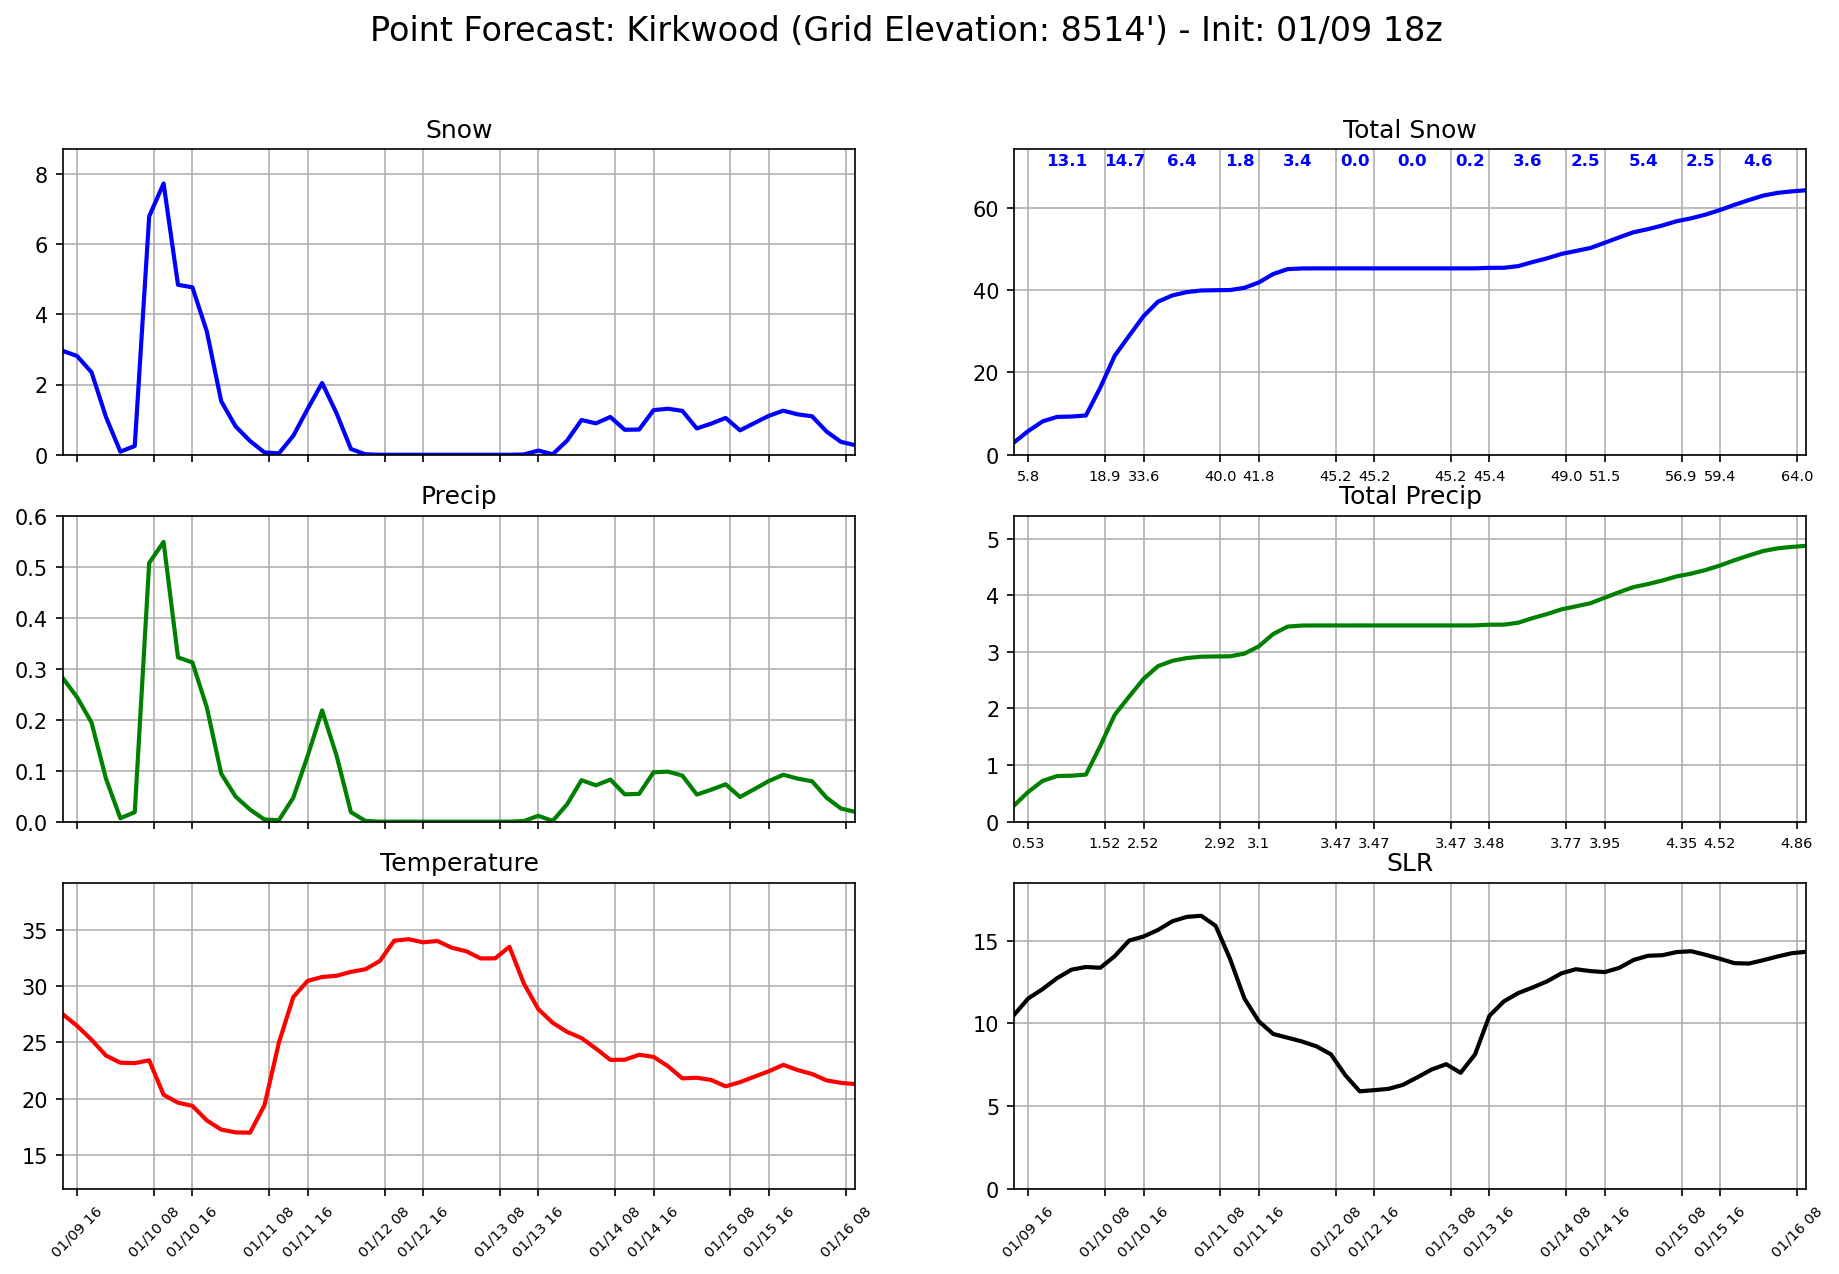 Point Forecast: Kirkwood (Grid Elevation: 8514') - Init: 01/09 18z
Snow
8
6
4
2
0
Total Snow
13.1 14.7 6.4 1.8 3.4 0.0 0.0 0.2 3.6 2.5 5.4 2.5 4.6
60
40
20
0
5.8 18.9 33.6 40.0 41.8 45.2 45.2 45.2 45.4 49.0 51.5 56.9 59.4 64.0
Precip
0.6
0.5
0.4
0.3
0.2
0.1
0.0
Total Precip
5
4
3
2
1
0
0.53 1.52 2.52 2.92 3.1 3.47 3.47 3.47 3.48 3.77 3.95 4.35 4.52 4.86
Temperature
35
30
25
20
15
01/09 16 01/10 08 01/10 16 01/11 08 01/11 16 01/12 08 01/12 16 01/13 08 01/13 16 01/14 08 01/14 16 01/15 08 01/15 16 01/16 08
SLR
15
10
5
0
01/09 16 01/10 08 01/10 16 01/11 08 01/11 16 01/12 08 01/12 16 01/13 08 01/13 16 01/14 08 01/14 16 01/15 08 01/15 16 01/16 08